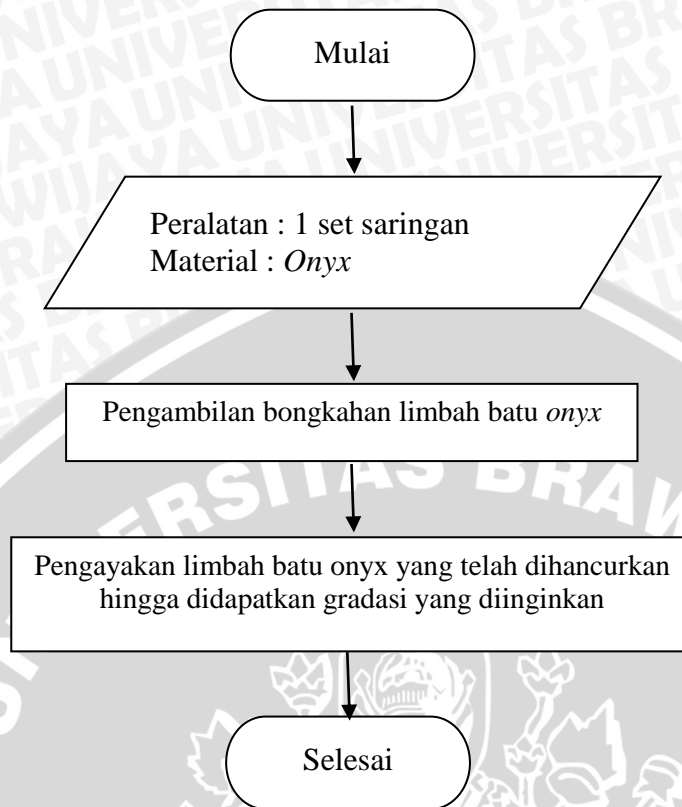 Mulai
Peralatan : 1 set saringan
Material : Onyx
Pengambilan bongkahan limbah batu onyx
Pengayakan limbah batu onyx yang telah dihancurkan
hingga didapatkan gradasi yang diinginkan
Selesai